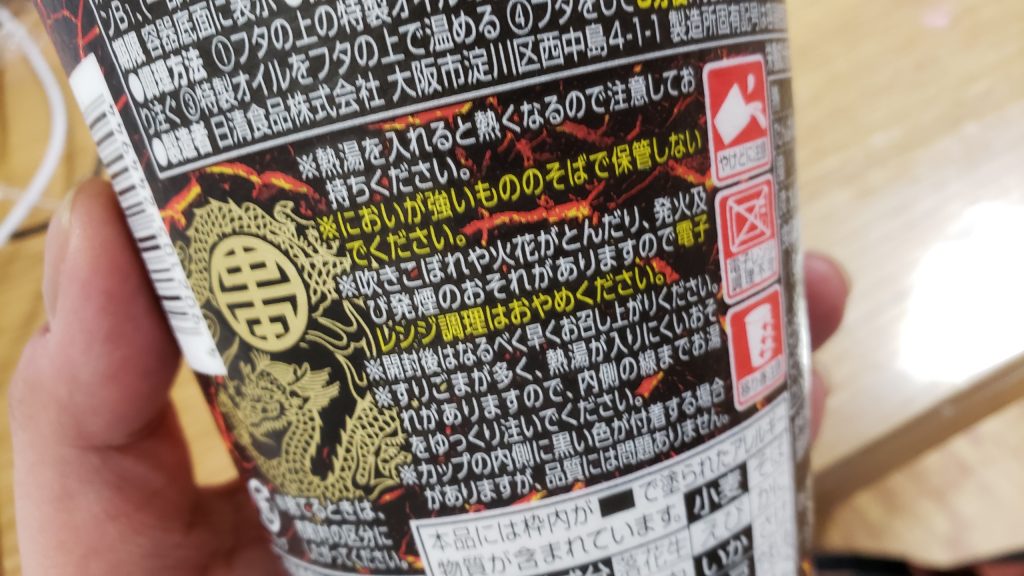 容器底面に表示
●調理方法 ①フタの上の特製オイル
フタの上で温める ④フタをして
り注ぐ ⑤特製オイルを
●製造者 日清食品株式会社 大阪市淀川区西中島4-1-1 製造所固有記号は
※熱湯を入れると熱くなるので注意してお
持ちください。
※においが強いもののそばで保管しない
でください。
※吹きこぼれや火花がとんだり、発火及
び発煙のおそれがありますので電子
レンジ調理はおやめください。
※開封後はなるべく早くお召し上がりください。
※すりごまが多く、熱湯が入りにくいおそ
れがありますので、内側の線までお湯
をゆっくり注いでください。
※カップの内側に黒い色が付着する場合
がありますが、品質には問題ありません。
やけどに注意
本品には枠内が■で塗られたアレルギ
物質が含まれています。
小麦
そば
えび
落花生
いか